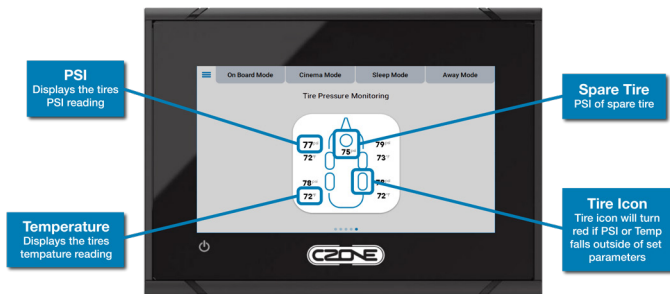 PSI
Displays the tires
PSI reading
Temperature
Displays the tires
tempature reading
On Board Mode
Cinema Mode
Sleep Mode
Away Mode
Tire Pressure Monitoring
77
72
75
79
73
78
72
78
72
CZONE
Spare Tire
PSI of spare tire
Tire Icon
Tire icon will turn
red if PSI or Temp
falls outside of set
parameters